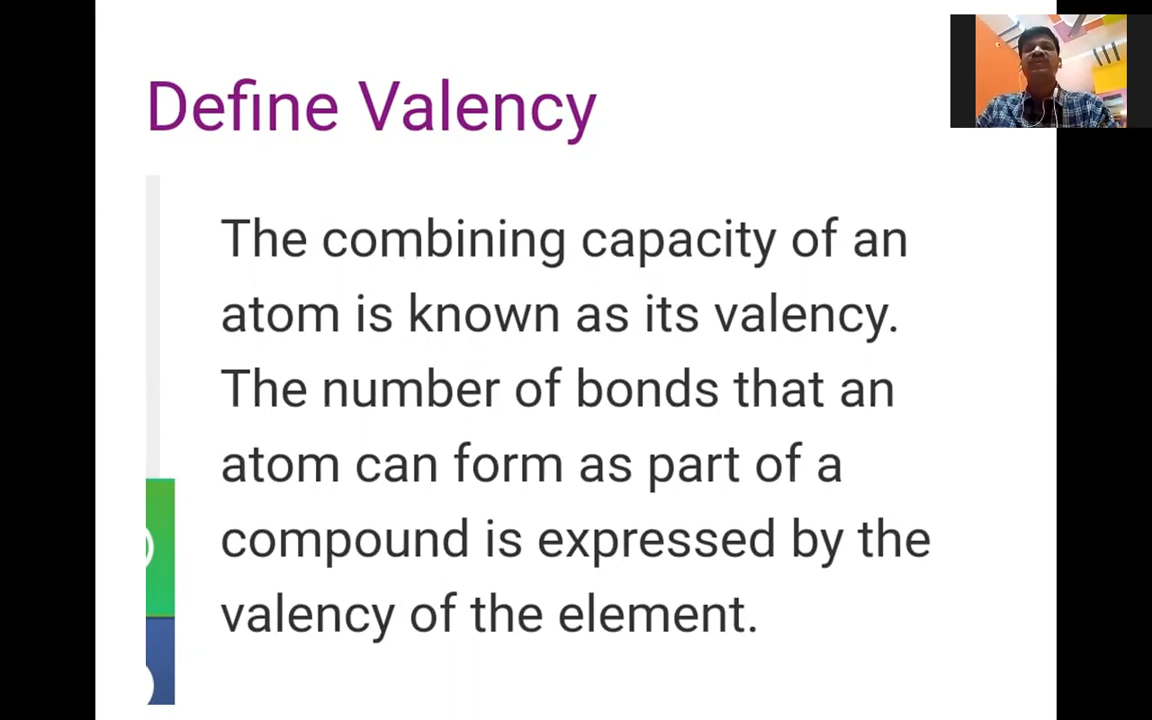 Define Valency
The combining capacity of an
atom is known as its valency.
The number of bonds that an
atom can form as part of a
compound is expressed by the
valency of the element.